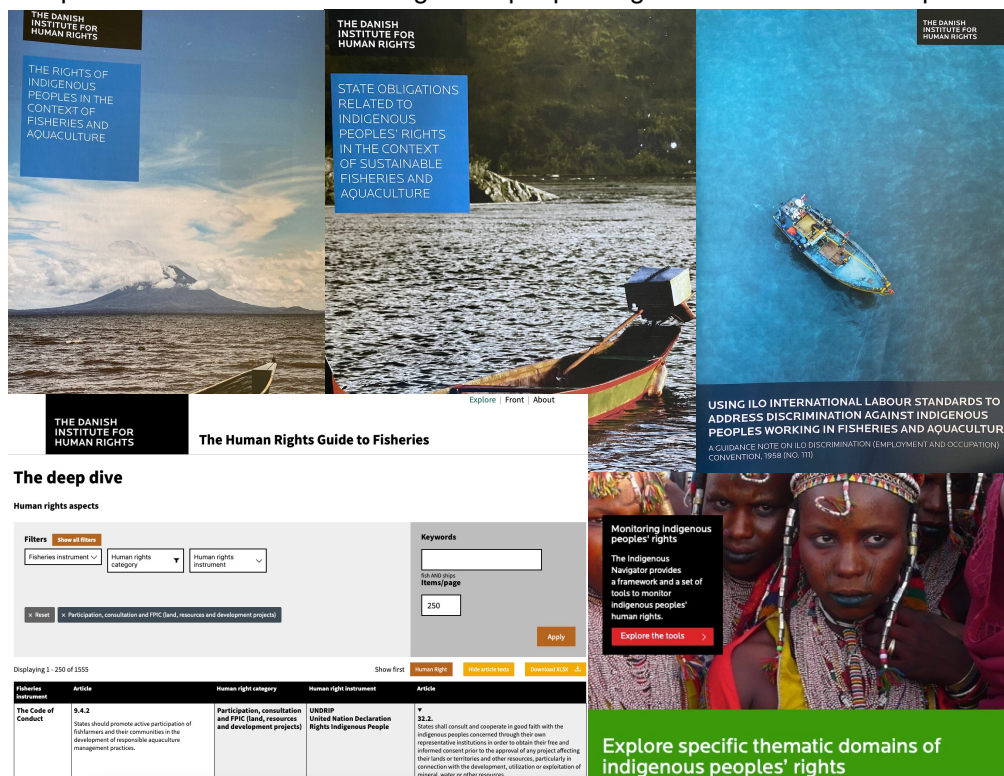 THE DANISH
INSTITUTE FOR
HUMAN RIGHTS
THE RIGHTS OF
INDIGENOUS
PEOPLES IN THE
CONTEXT OF
FISHERIES AND
AQUACULTURE
THE DANISH
INSTITUTE FOR
HUMAN RIGHTS
STATE OBLIGATIONS
RELATED TO
INDIGENOUS
PEOPLES' RIGHTS
IN THE CONTEXT
OF SUSTAINABLE
FISHERIES AND
AQUACULTURE
THE DANISH
INSTITUTE FOR
HUMAN RIGHTS
USING ILO INTERNATIONAL LABOUR STANDARDS TO
ADDRESS DISCRIMINATION AGAINST INDIGENOUS
PEOPLES WORKING IN FISHERIES AND AQUACULTUR
A GUIDANCE NOTE ON ILO DISCRIMINATION (EMPLOYMENT AND OCCUPATION)
CONVENTION, 1958 (NO. 111)
Explore | Front | About
THE DANISH
INSTITUTE FOR
HUMAN RIGHTS
The Human Rights Guide to Fisheries
The deep dive
Human rights aspects
Filters Show all filters
Fisheries instrument
Human rights
category
Human rights
instrument
Keywords
fish AND ships
Items/page
250
× Reset
× Participation, consultation and FPIC (land, resources and development projects)
Apply
Displaying 1 - 250 of 1555
Show first Human Right Hide article texts Download XLSX
Fisheries
instrument
Article
Human right category
Human right instrument
Article
The Code of
Conduct
9.4.2
States should promote active participation of
fishfarmers and their communities in the
development of responsible aquaculture
management practices.
Participation, consultation
and FPIC (land, resources
and development projects)
UNDRIP
United Nation Declaration
Rights Indigenous People
32.2.
States shall consult and cooperate in good faith with the
indigenous peoples concerned through their own
representative institutions in order to obtain their free and
informed consent prior to the approval of any project affecting
their lands or territories and other resources, particularly in
connection with the development, utilization or exploitation of
mineral, water or other resources.
Monitoring indigenous
peoples' rights
The Indigenous
Navigator provides
a framework and a set of
tools to monitor
indigenous peoples'
human rights.
Explore the tools
Explore specific thematic domains of
indigenous peoples' rights